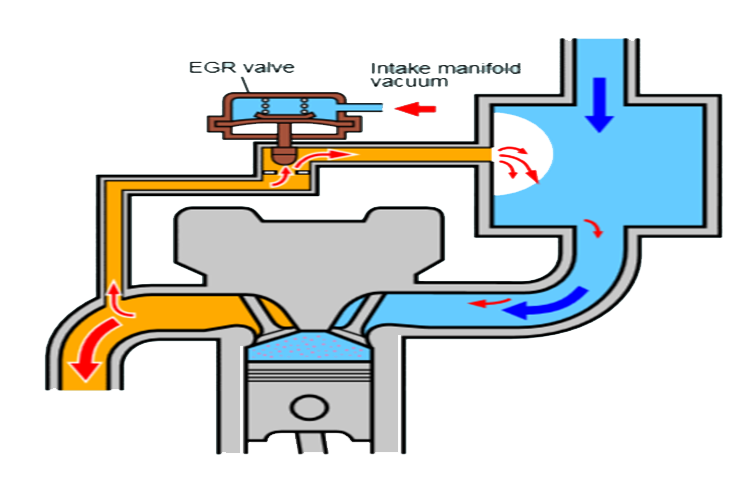 EGR valve
Intake manifold
vacuum